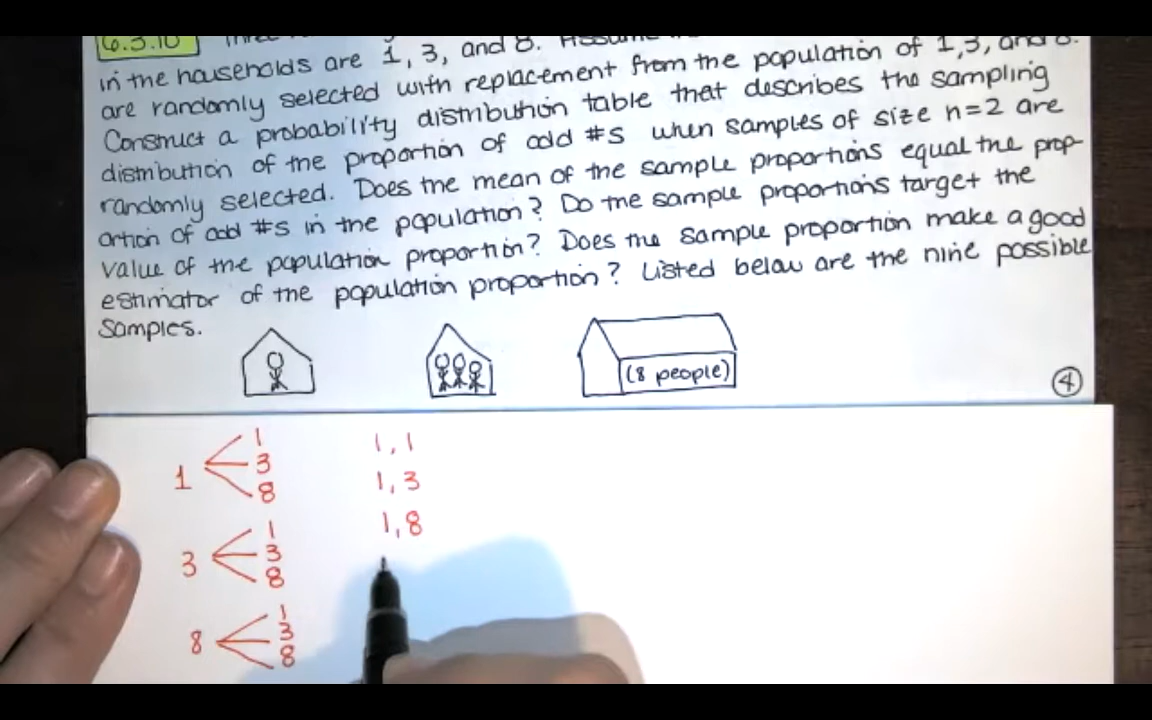 6.3.10
in the households are 1, 3, and 8. Assume
are randomly selected with replacement from the population of 1,3, and 8.
Construct a probability distribution table that describes the sampling
distribution of the proportion of odd #s when samples of size n=2 are
randomly selected. Does the mean of the sample proportions equal the prop-
ortion of odd #s in the population? Do the sample proportions target the
value of the population proportion? Does the sample proportion make a good
estimator of the population proportion? Listed below are the nine possible
samples.
(8 people)
4
1
1
3
8
3
1
3
8
8
1
3
8
1,1
1,3
1,8